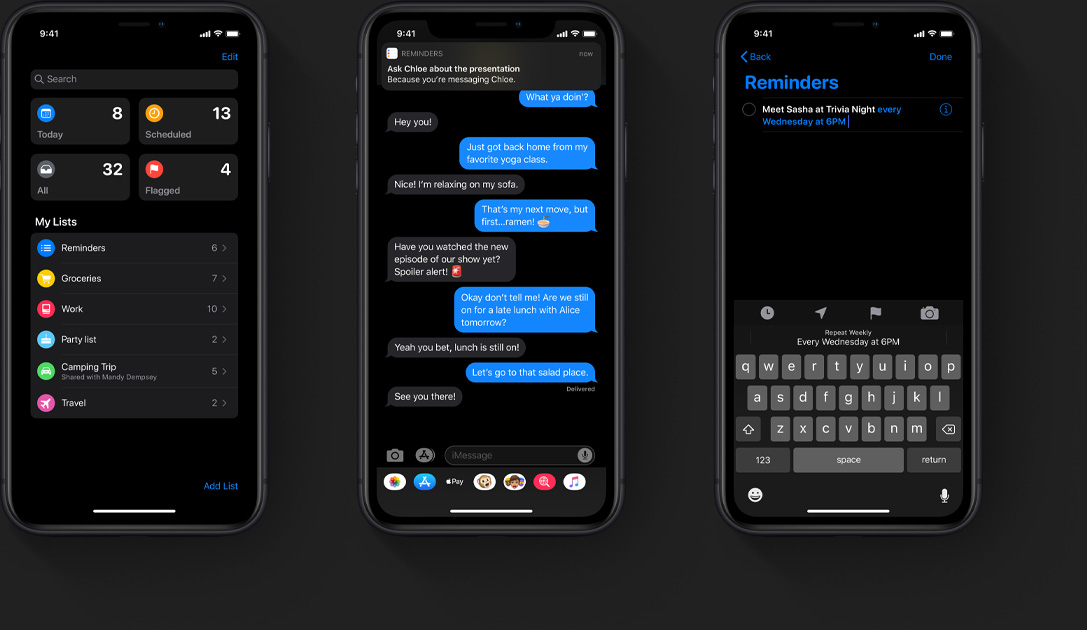 9:41
Edit
Search
8
13
Today
Scheduled
32
4
All
Flagged
My Lists
Reminders 6
Groceries 7
Work 10
Party list 2
Camping Trip 5
Shared with Mandy Dempsey
Travel 2
Add List
9:41
REMINDERS now
Ask Chloe about the presentation
Because you're messaging Chloe.
What ya doin'?
Hey you!
Just got back home from my
favorite yoga class.
Nice! I'm relaxing on my sofa.
That's my next move, but
first...ramen! 🍜
Have you watched the new
episode of our show yet?
Spoiler alert! 🚨
Okay don't tell me! Are we still
on for a late lunch with Alice
tomorrow?
Yeah you bet, lunch is still on!
Let's go to that salad place.
Delivered
See you there!
iMessage
Pay
9:41
Back Done
Reminders
Meet Sasha at Trivia Night every
Wednesday at 6PM
Repeat Weekly
Every Wednesday at 6PM
q w e r t y u i o p
a s d f g h j k l
z x c v b n m
123 space return